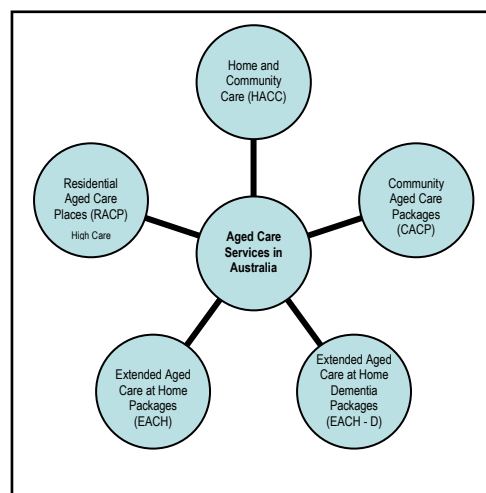 Home and
Community
Care (HACC)
Residential
Aged Care
Places (RACP)
High Care
Community
Aged Care
Packages
(CACP)
Aged Care
Services in
Australia
Extended Aged
Care at Home
Packages
(EACH)
Extended Aged
Care at Home
Dementia
Packages
(EACH - D)